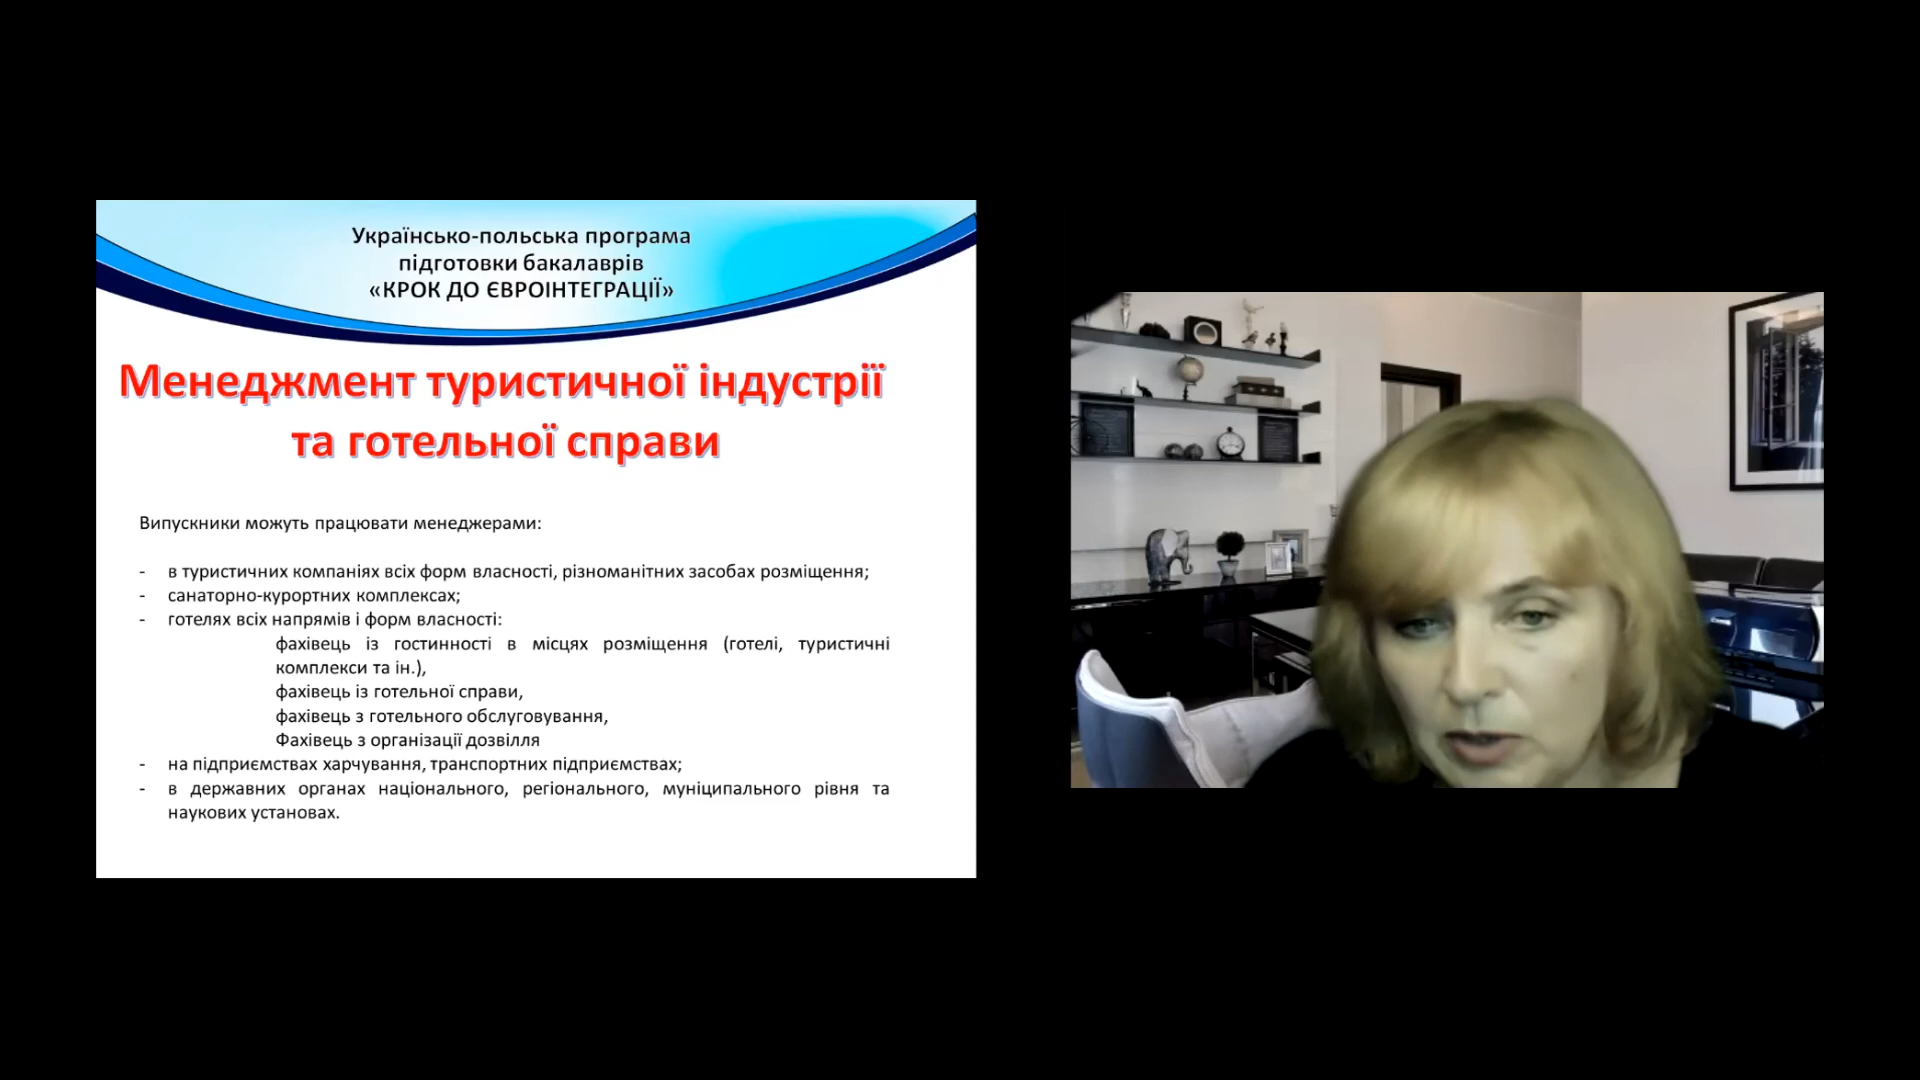 Українсько-польська програма
підготовки бакалаврів
«КРОК ДО ЄВРОІНТЕГРАЦІЇ»
Менеджмент туристичної індустрії
та готельної справи
Випускники можуть працювати менеджерами:
- в туристичних компаніях всіх форм власності, різноманітних засобах розміщення;
- санаторно-курортних комплексах;
- готелях всіх напрямів і форм власності:
фахівець із гостинності в місцях розміщення (готелі, туристичні
комплекси та ін.),
фахівець із готельної справи,
фахівець з готельного обслуговування,
Фахівець з організації дозвілля
- на підприємствах харчування, транспортних підприємствах;
- в державних органах національного, регіонального, муніципального рівня та
наукових установах.